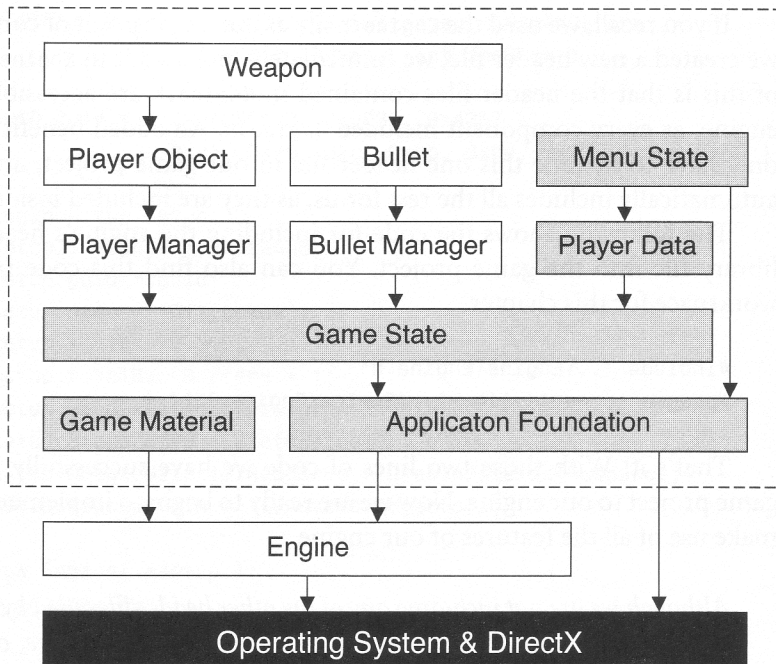 Weapon
Player Object
Bullet
Menu State
Player Manager
Bullet Manager
Player Data
Game State
Game Material
Applicaton Foundation
Engine
Operating System & DirectX